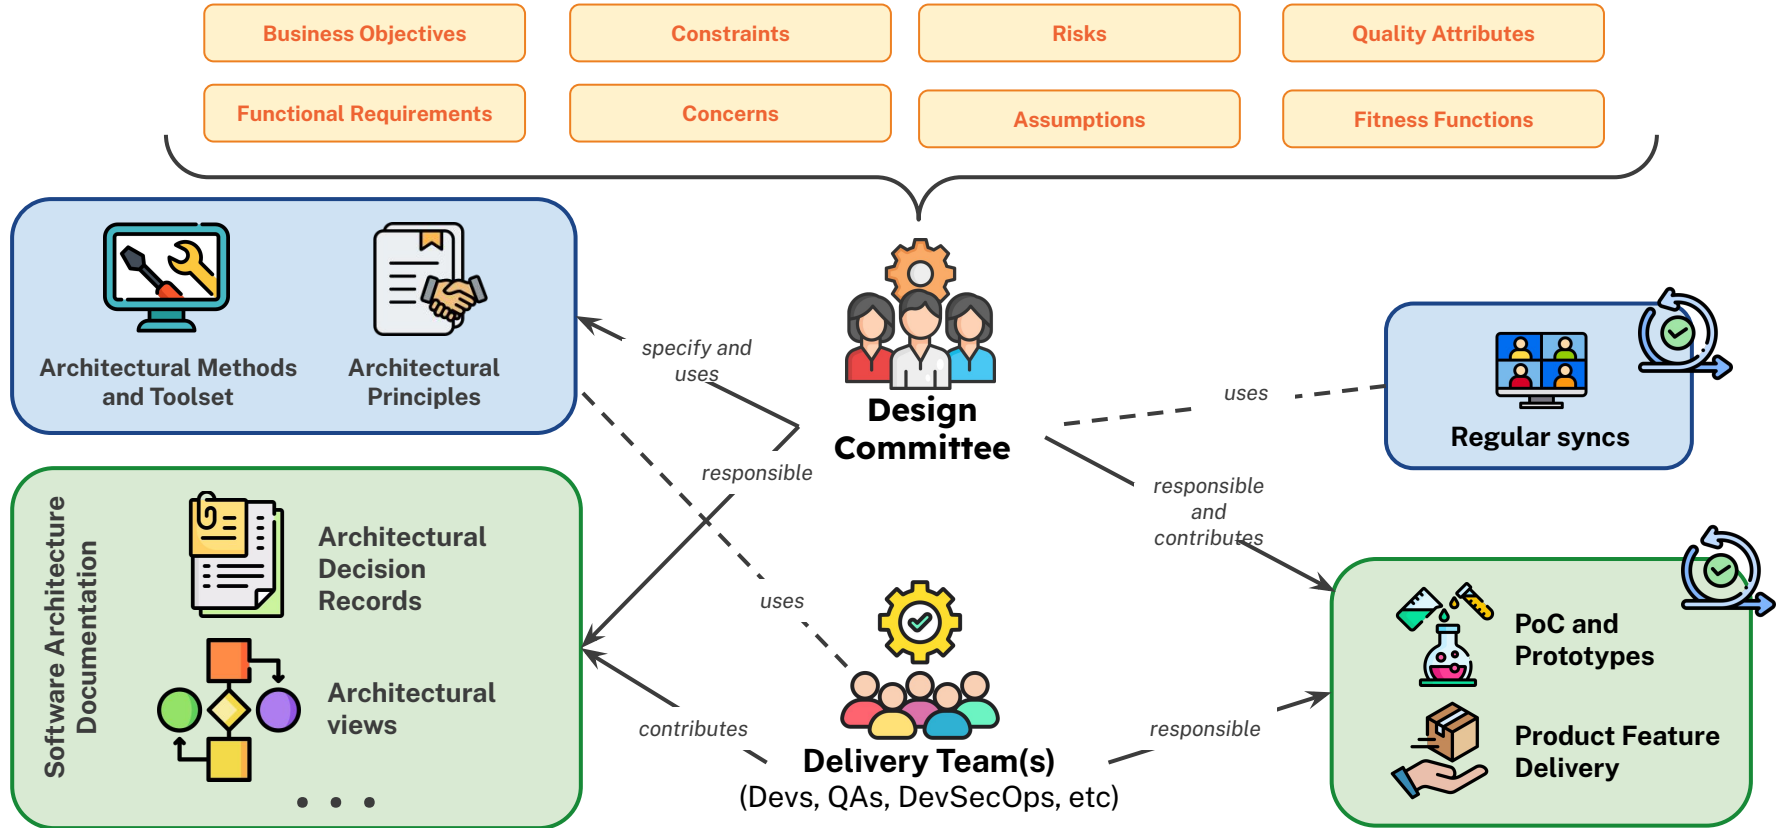 Business Objectives
Constraints
Risks
Quality Attributes
Functional Requirements
Concerns
Assumptions
Fitness Functions
Architectural Methods
and Toolset
Architectural
Principles
specify and
uses
Design
Committee
uses
Regular syncs
responsible
responsible
and
contributes
Software Architecture
Documentation
Architectural
Decision
Records
Architectural
views
• • •
uses
contributes
Delivery Team(s)
(Devs, QAs, DevSecOps, etc)
responsible
PoC and
Prototypes
Product Feature
Delivery